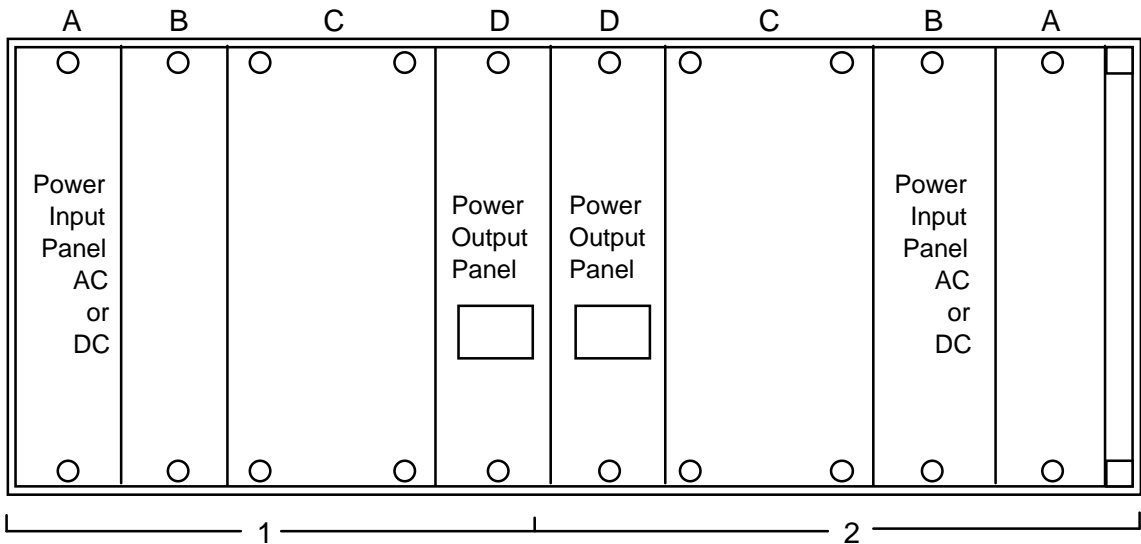 A B C D D C B A
Power
Input
Panel
AC
or
DC
Power
Output
Panel
Power
Output
Panel
Power
Input
Panel
AC
or
DC
1 2